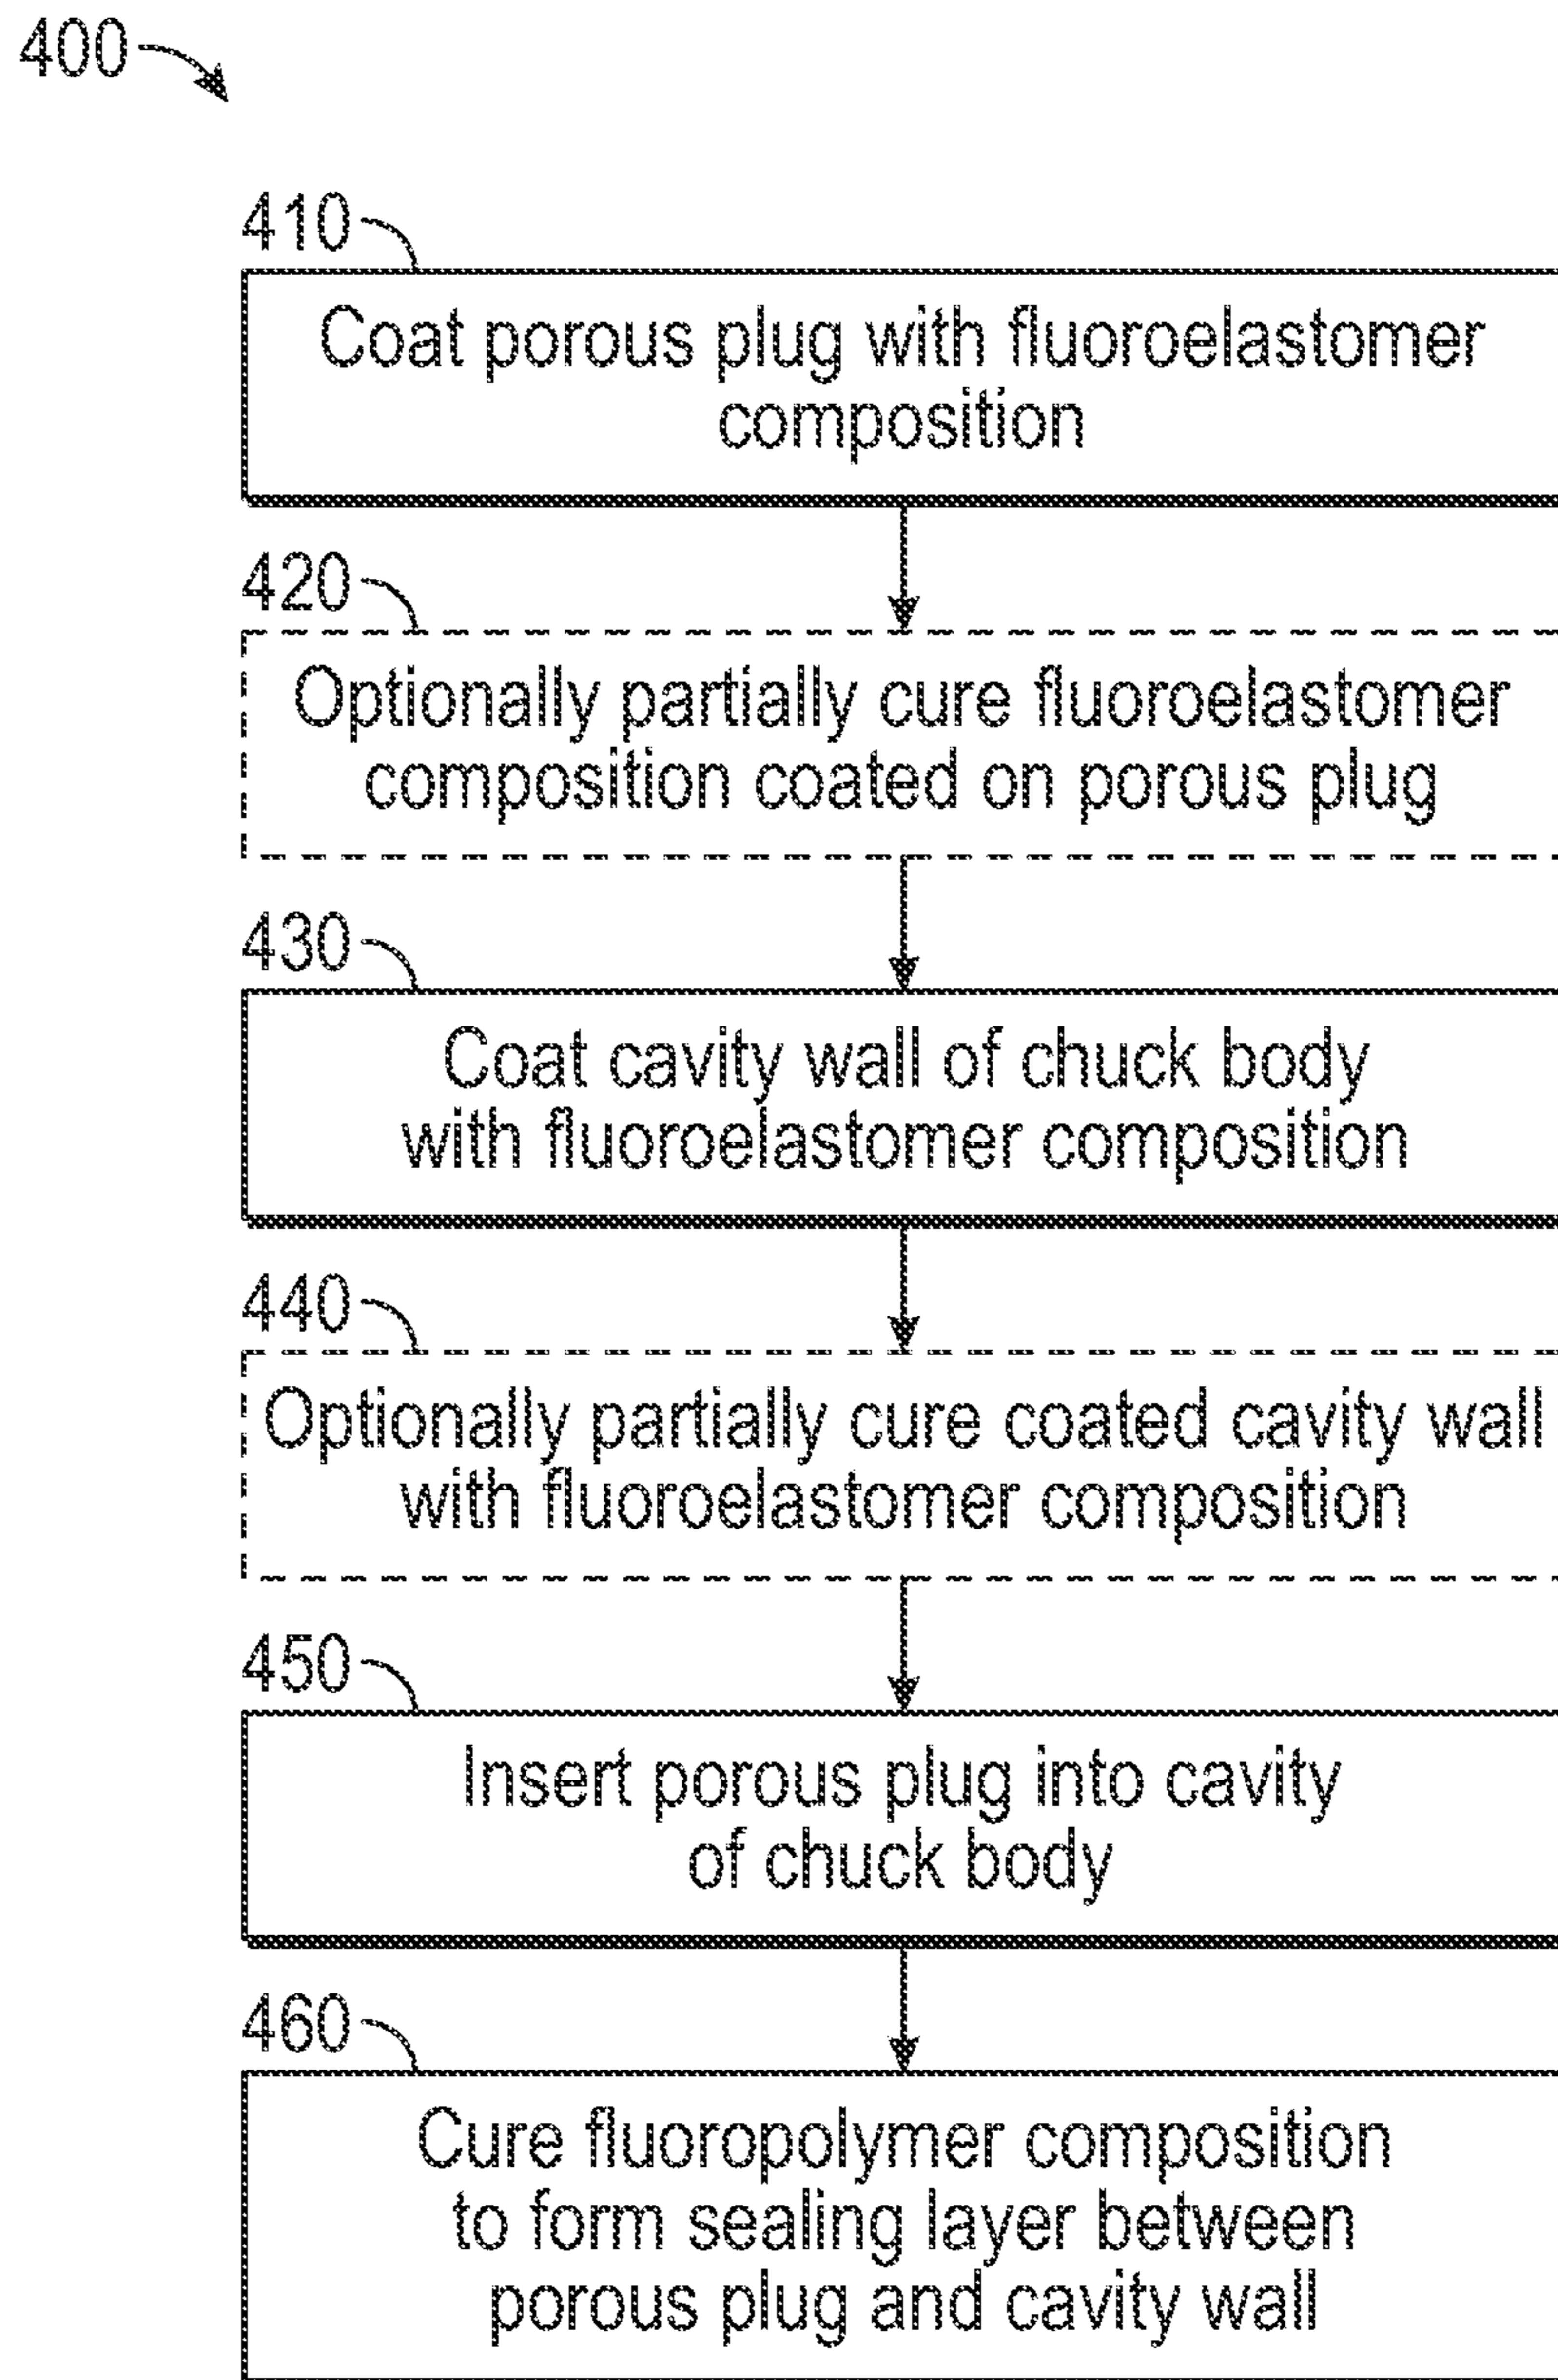 400
410
Coat porous plug with fluoroelastomer
composition
420
Optionally partially cure fluoroelastomer
composition coated on porous plug
430
Coat cavity wall of chuck body
with fluoroelastomer composition
440
Optionally partially cure coated cavity wall
with fluoroelastomer composition
450
Insert porous plug into cavity
of chuck body
460
Cure fluoropolymer composition
to form sealing layer between
porous plug and cavity wall